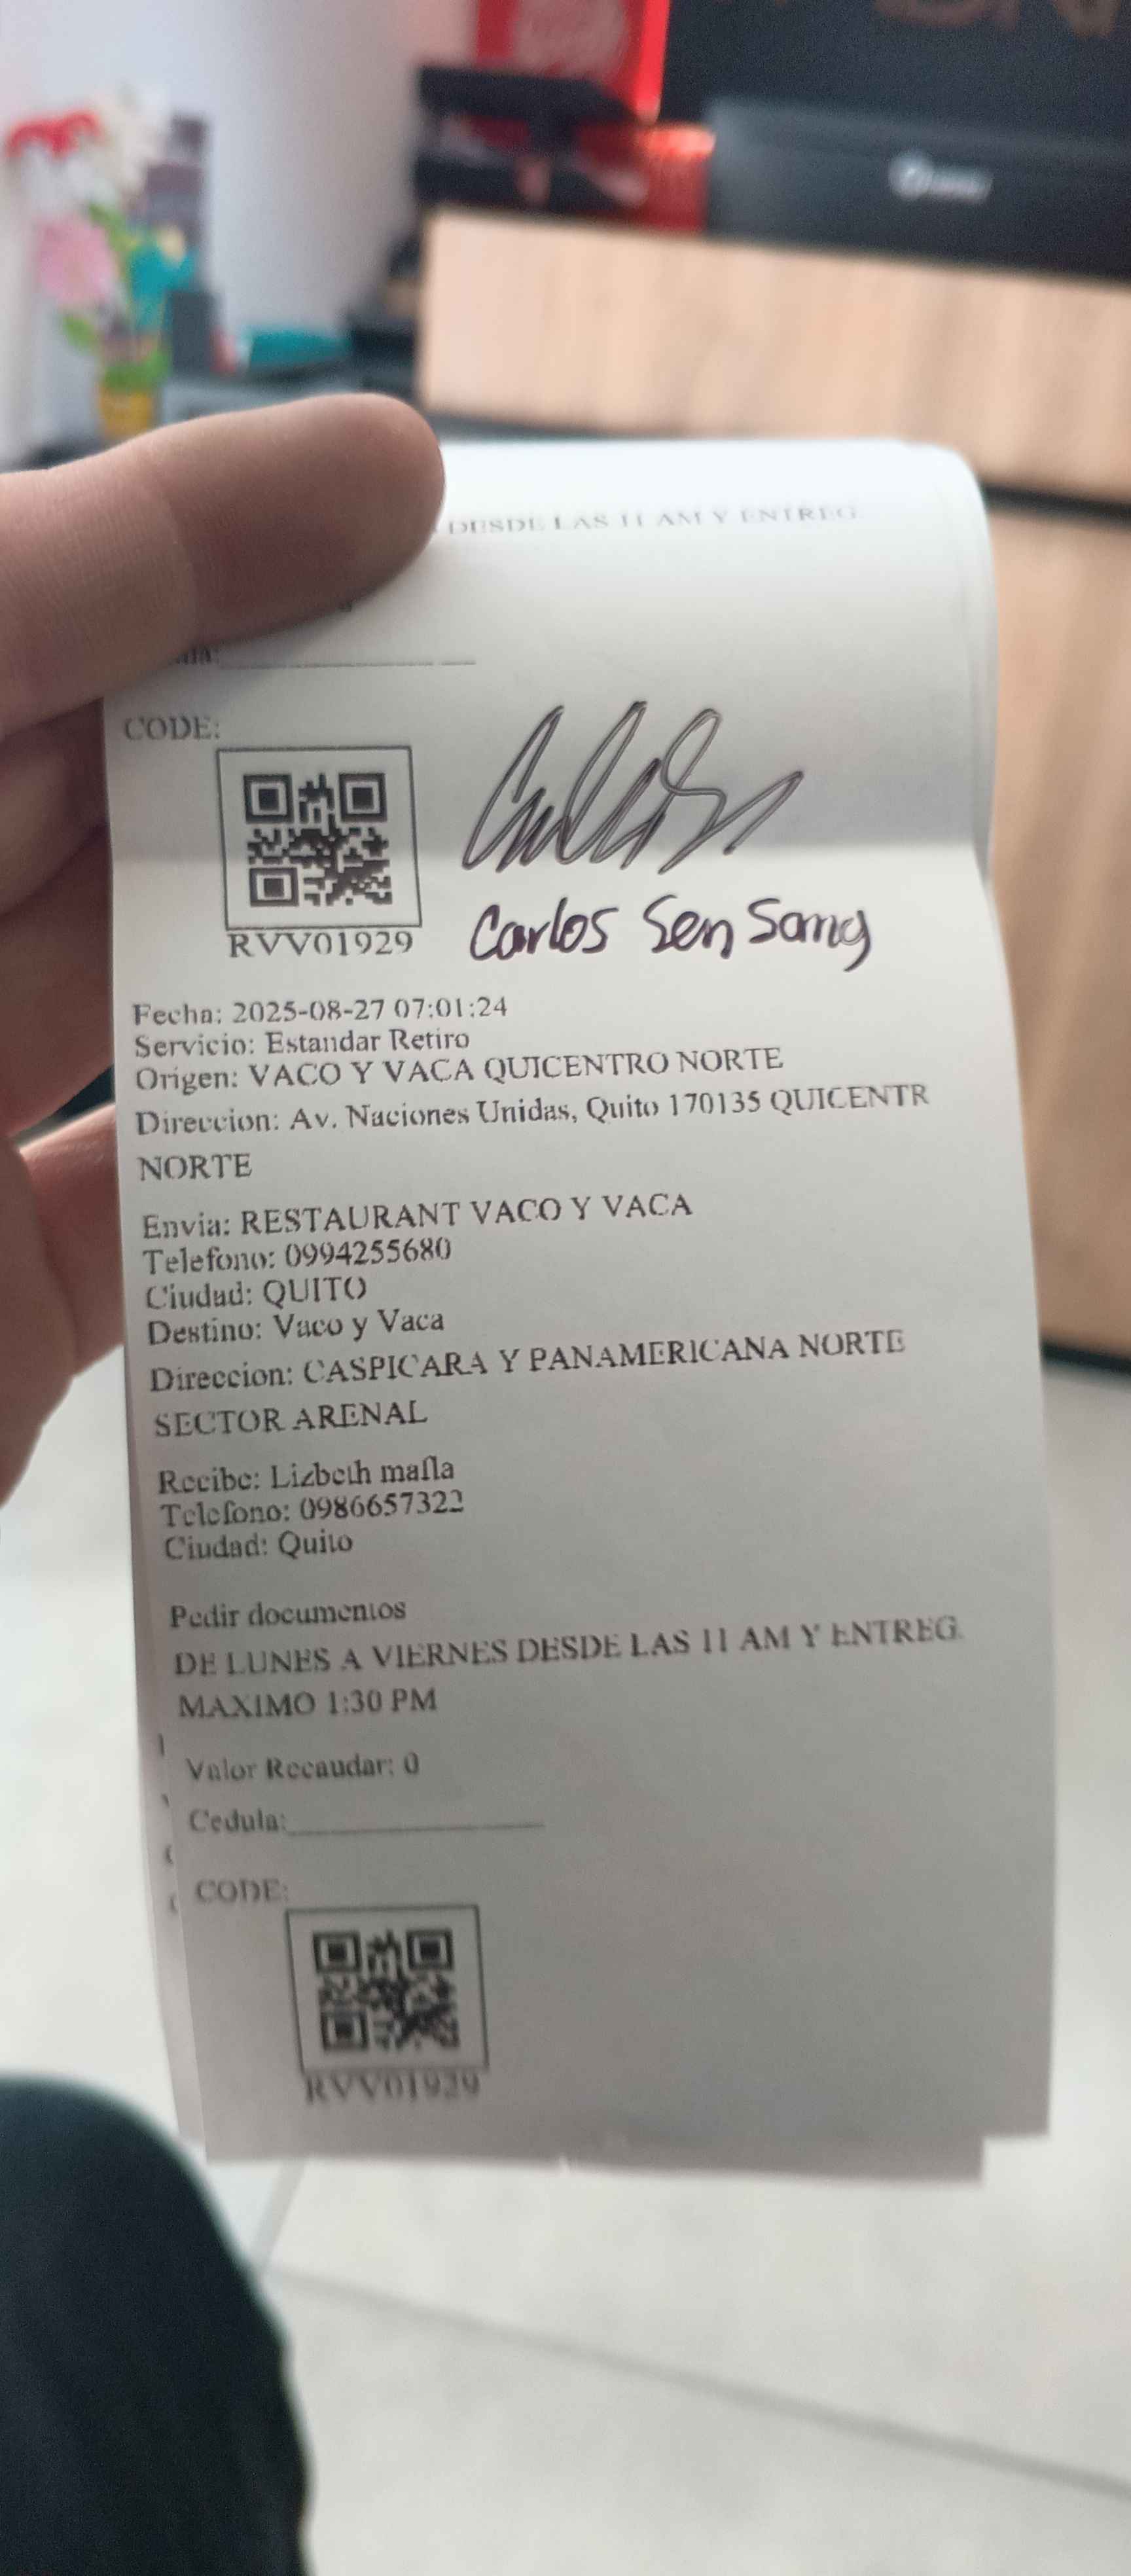 DESDE LAS 11 AM Y ENTREG
CODE:
RVV01929
Carlos Sen Sang
Fecha: 2025-08-27 07:01:24
Servicio: Estandar Retiro
Origen: VACO Y VACA QUICENTRO NORTE
Direccion: Av. Naciones Unidas, Quito 170135 QUICENTR
NORTE
Envia: RESTAURANT VACO Y VACA
Telefono: 0994255680
Ciudad: QUITO
Destino: Vaco y Vaca
Direccion: CASPICARA Y PANAMERICANA NORTE
SECTOR ARENAL
Recibe: Lizbeth mafla
Telefono: 0986657322
Ciudad: Quito
Pedir documentos
DE LUNES A VIERNES DESDE LAS 11 AM Y ENTREG.
MAXIMO 1:30 PM
Valor Recaudar: 0
Cedula:
CODE:
RVV01929